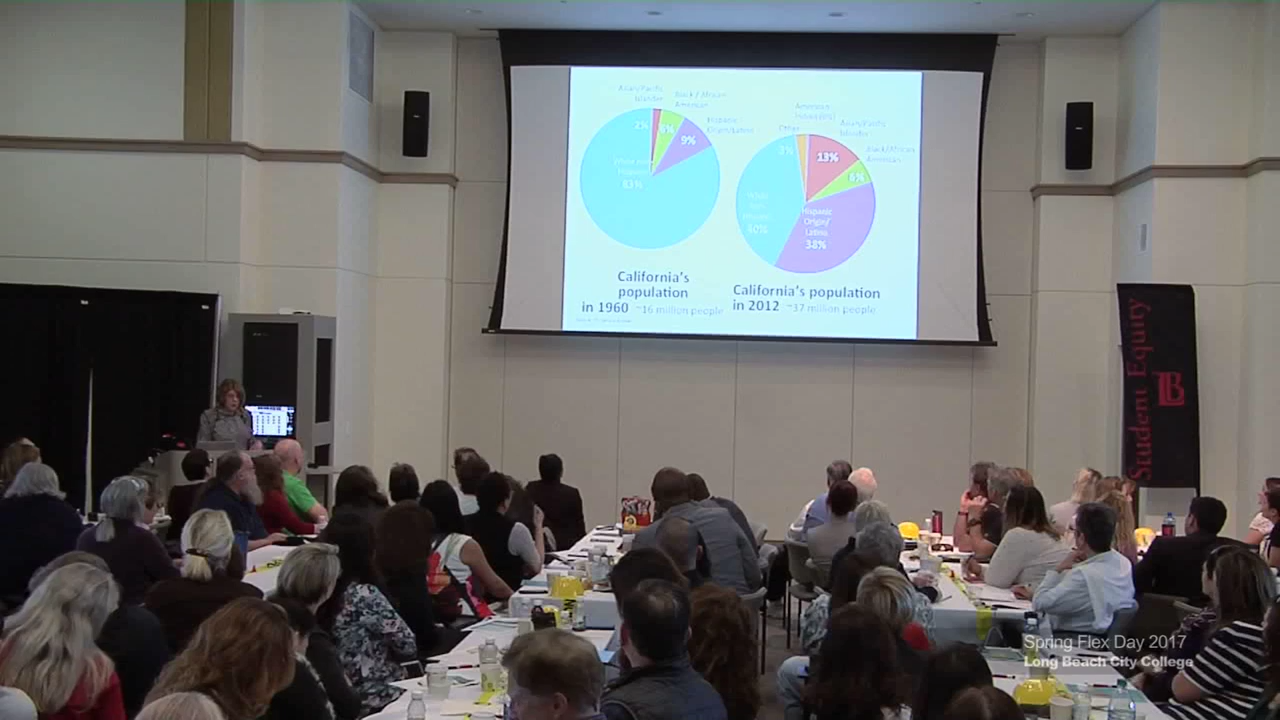 Asian/Pacific
Islander
Black / African
American
Hispanic
Origin/Latino
2%
6%
9%
White non
Hispanic
83%
American
Other
Asian/Pacific
Islander
Black/African
American
3%
13%
6%
White
non
Hispanic
40%
Hispanic
Origin/
Latino
38%
California's
population
in 1960 ~16 million people
California's population
in 2012 ~37 million people
Student Equity
LB
Spring Flex Day 2017
Long Beach City College